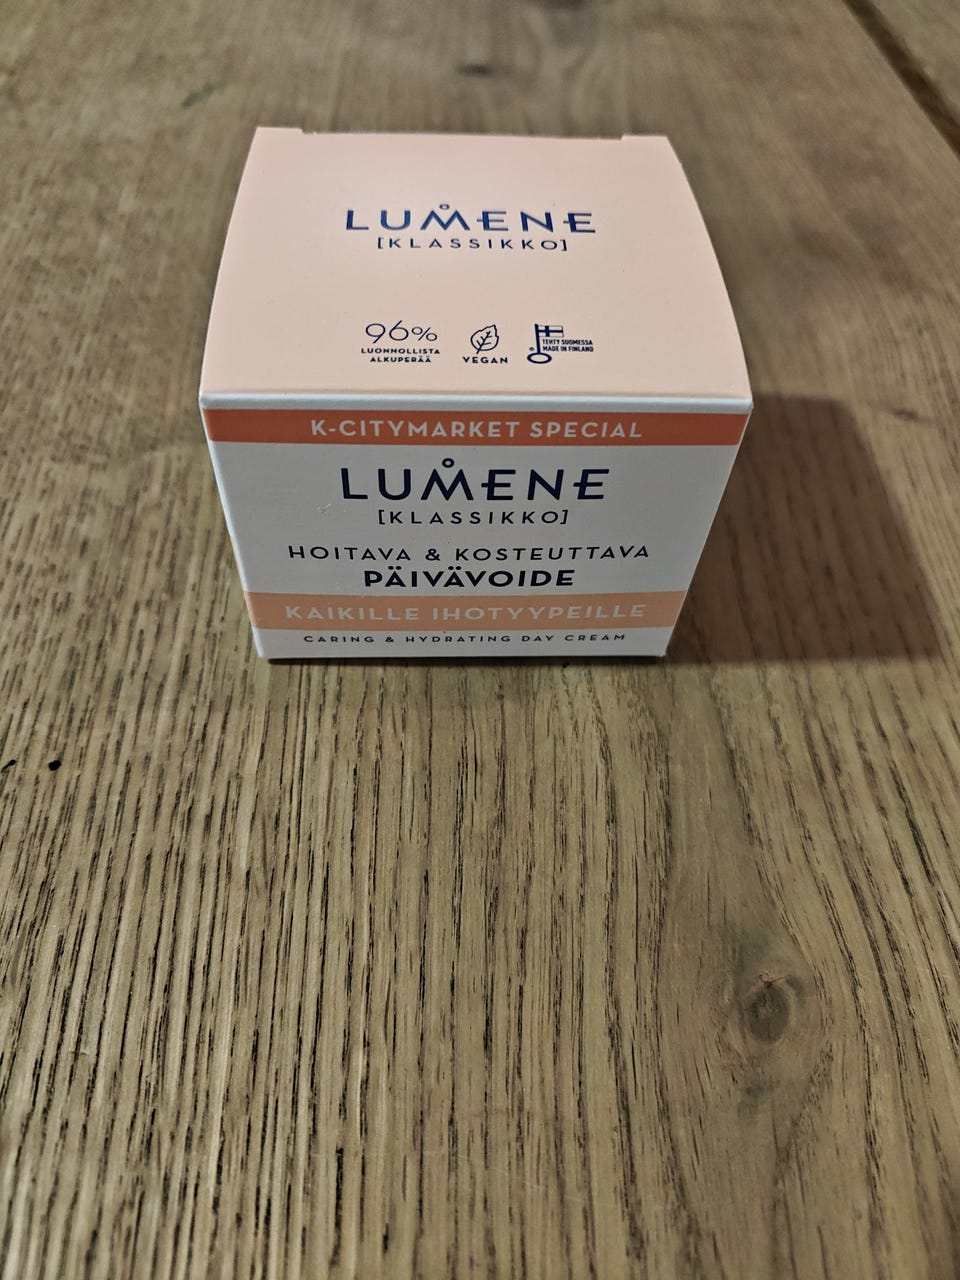 LUMENE
[KLASSIKKO]
96%
LUONNOLLISTA
ALKUPERÄÄ
VEGAN
TEHTY SUOMESSA
MADE IN FINLAND
K-CITYMARKET SPECIAL
LUMENE
[KLASSIKKO]
HOITAVA & KOSTEUTTAVA
PÄIVÄVOIDE
KAIKILLE IHOTYYPEILLE
CARING & HYDRATING DAY CREAM